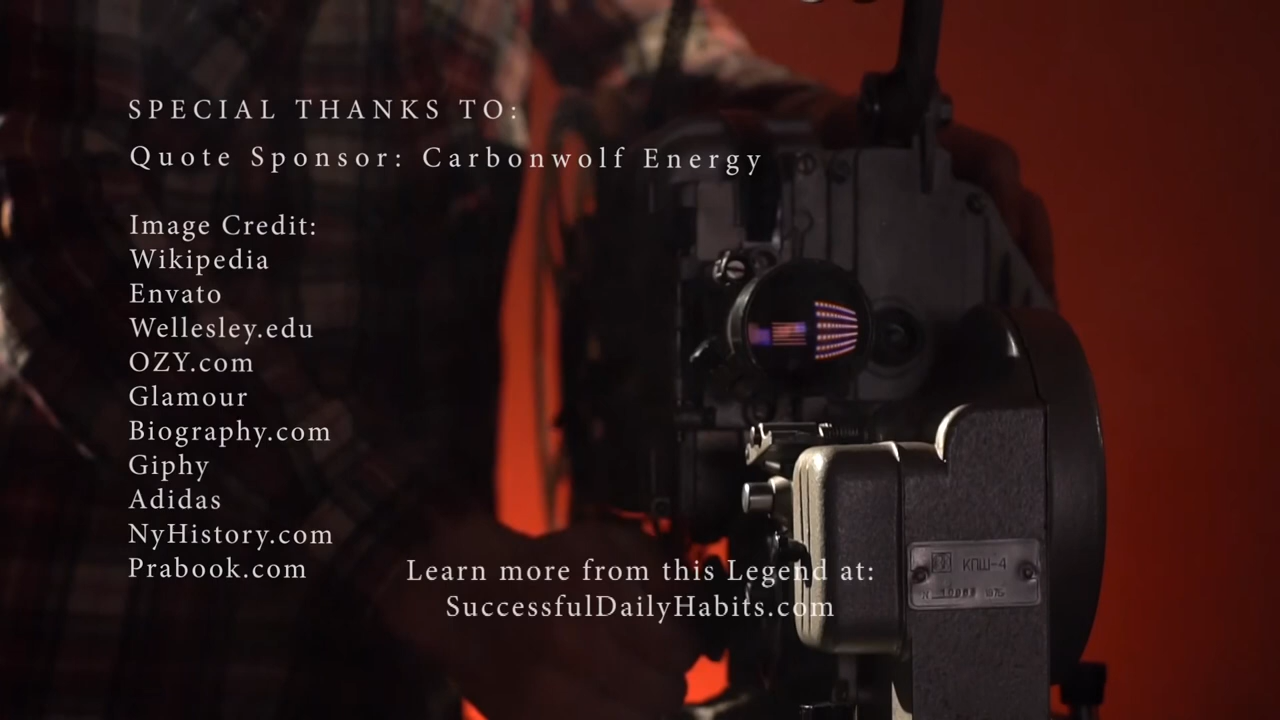 SPECIAL THANKS TO:
Quote Sponsor: Carbonwolf Energy
Image Credit:
Wikipedia
Envato
Wellesley.edu
OZY.com
Glamour
Biography.com
Giphy
Adidas
NyHistory.com
Prabook.com
Learn more from this Legend at:
SuccessfulDailyHabits.com
КПШ-4